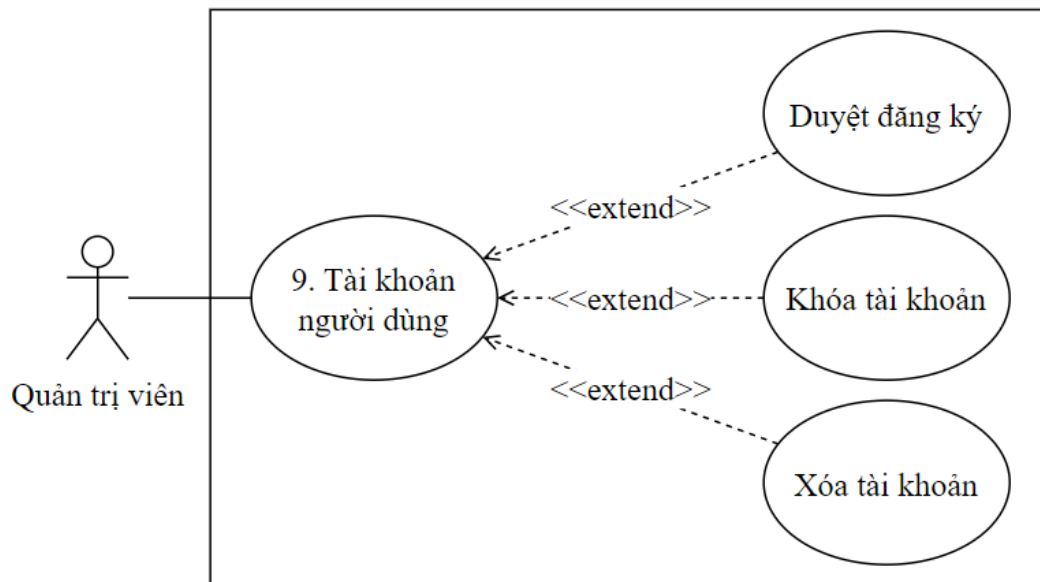 Duyệt đăng ký
<<extend>>
9. Tài khoản
người dùng
<<extend>>
Khóa tài khoản
Quản trị viên
<<extend>>
Xóa tài khoản